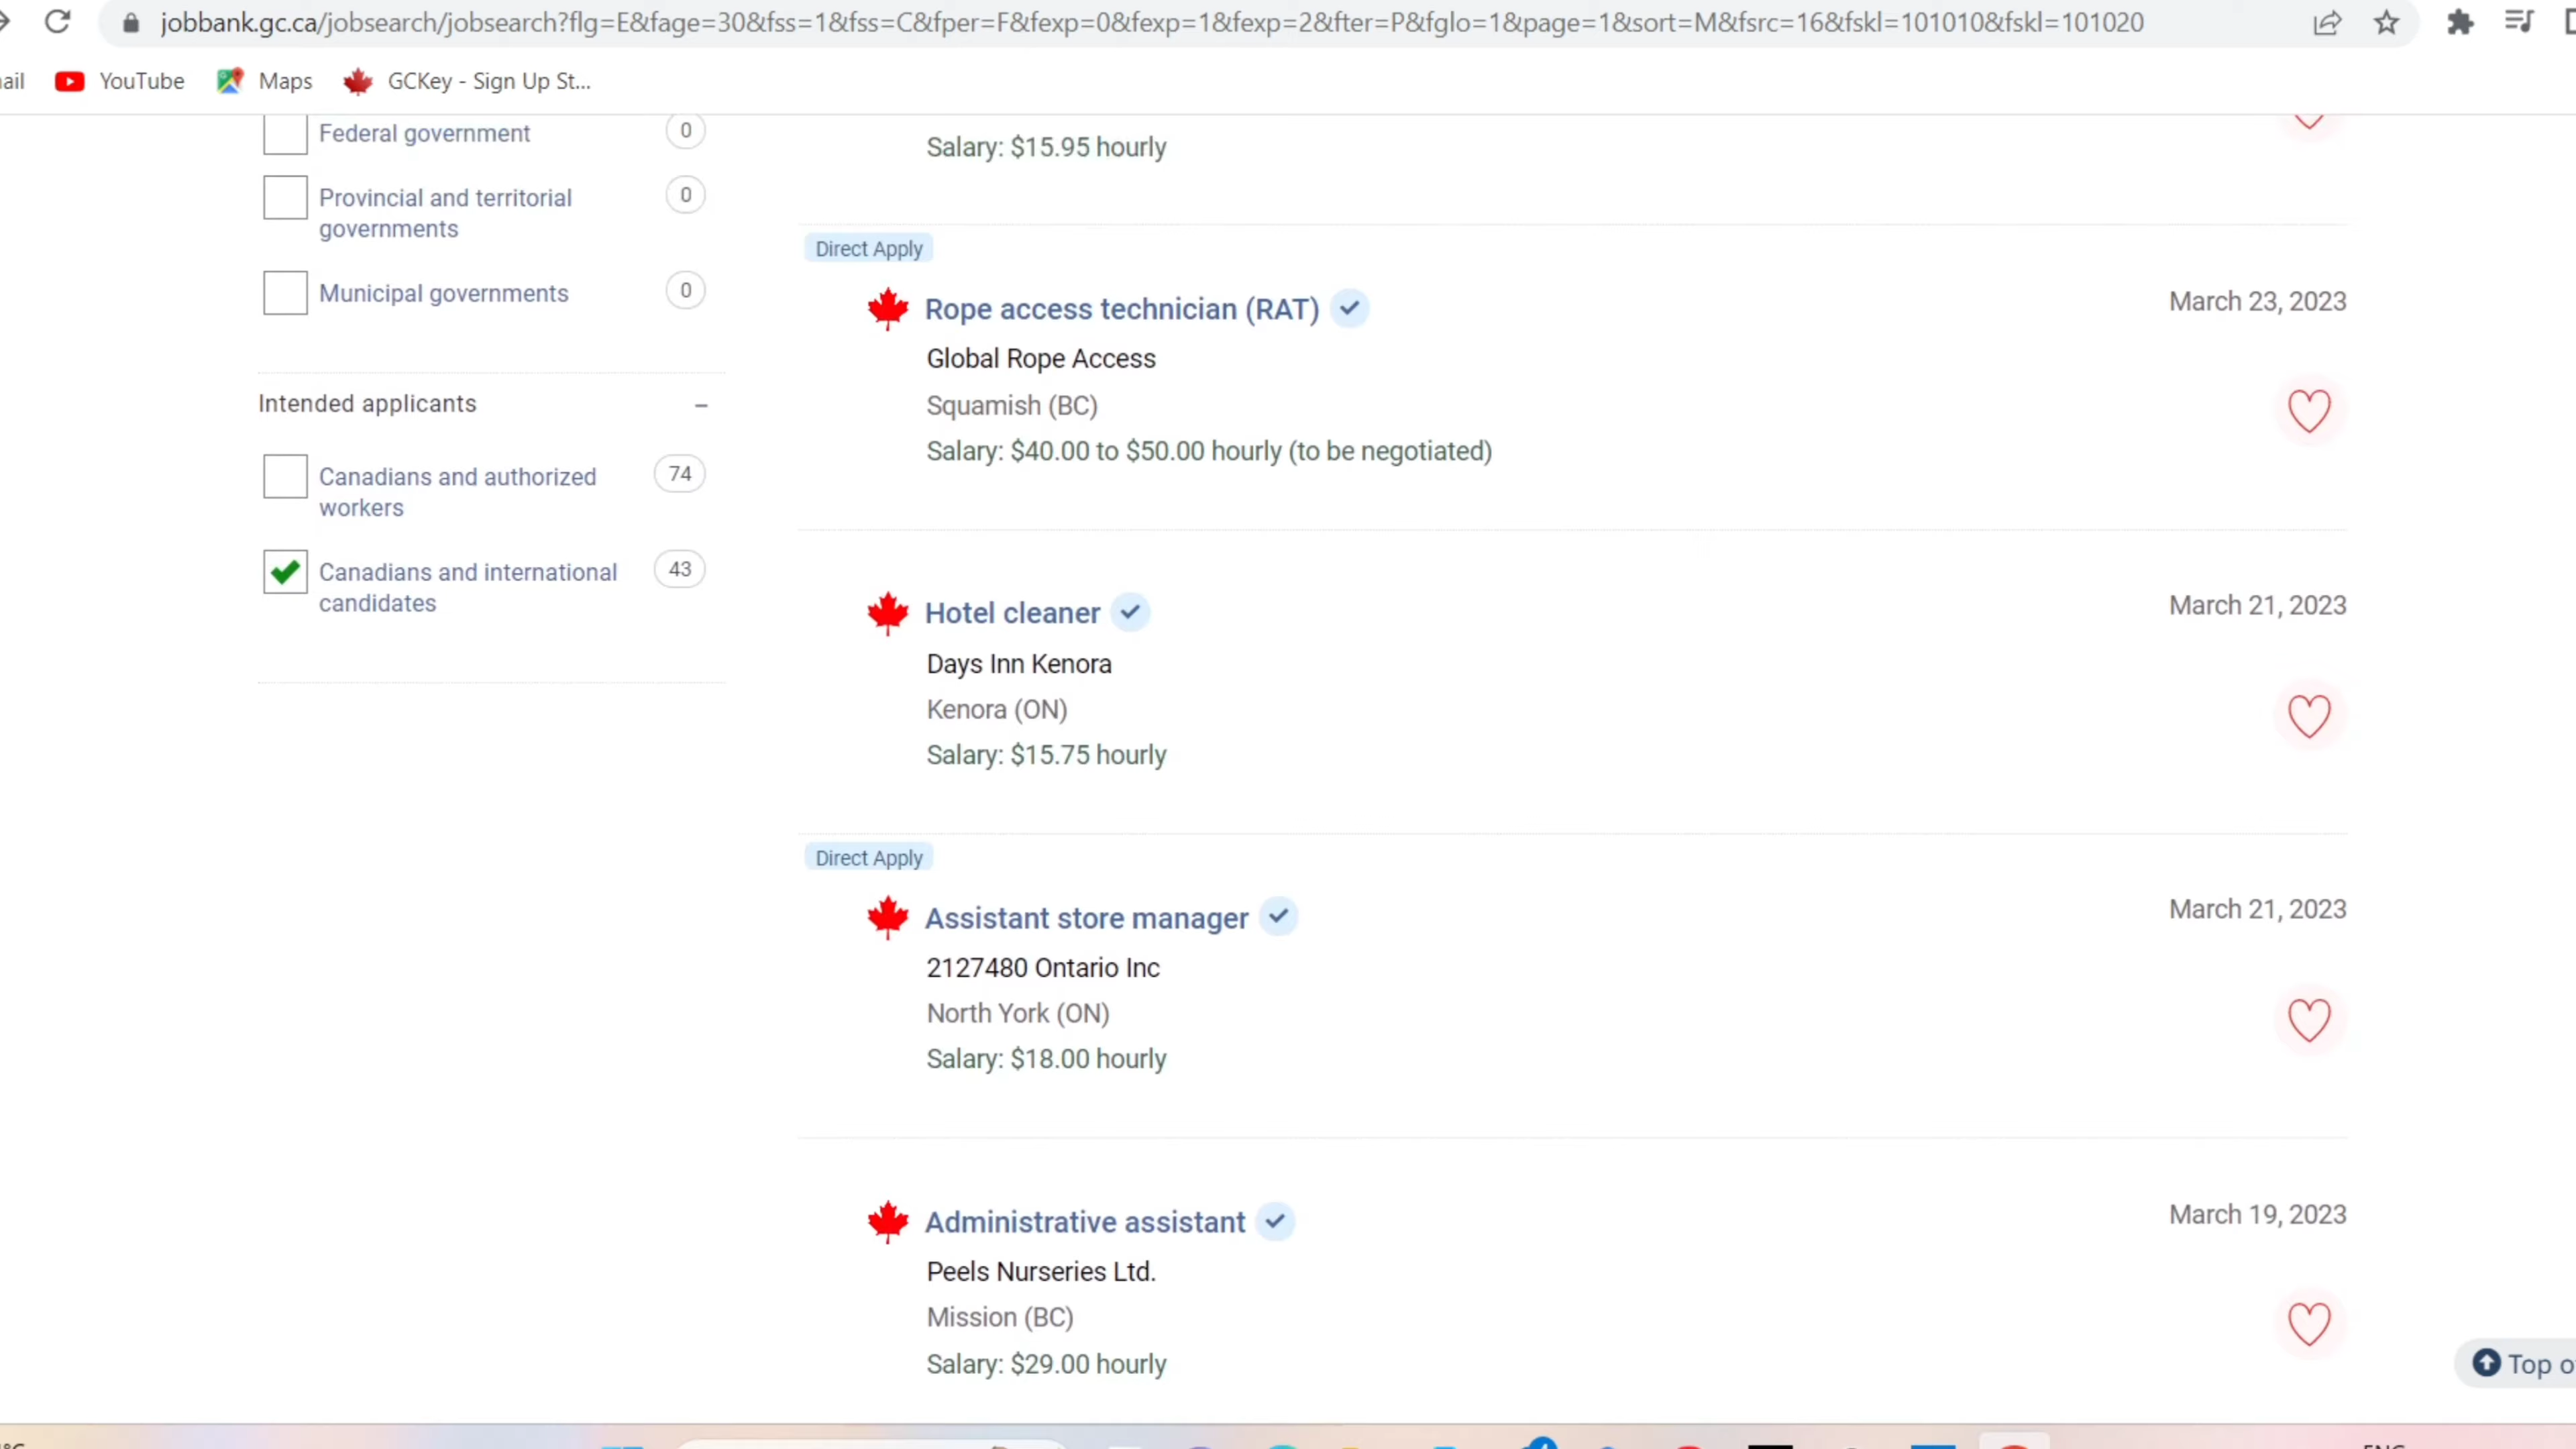 jobbank.gc.ca/jobsearch/jobsearch?flg=E&fage=30&fss=1&fss=C&fper=F&fexp=0&fexp=1&fexp=2&fter=P&fglo=1&page=1&sort=M&fsrc=16&fskl=101010&fskl=101020
YouTube
Maps
GCKey - Sign Up St...
Federal government
0
Provincial and territorial
governments
0
Municipal governments
0
Intended applicants
Canadians and authorized
workers
74
Canadians and international
candidates
43
Salary: $15.95 hourly
Direct Apply
Rope access technician (RAT)
March 23, 2023
Global Rope Access
Squamish (BC)
Salary: $40.00 to $50.00 hourly (to be negotiated)
Hotel cleaner
March 21, 2023
Days Inn Kenora
Kenora (ON)
Salary: $15.75 hourly
Direct Apply
Assistant store manager
March 21, 2023
2127480 Ontario Inc
North York (ON)
Salary: $18.00 hourly
Administrative assistant
March 19, 2023
Peels Nurseries Ltd.
Mission (BC)
Salary: $29.00 hourly
Top